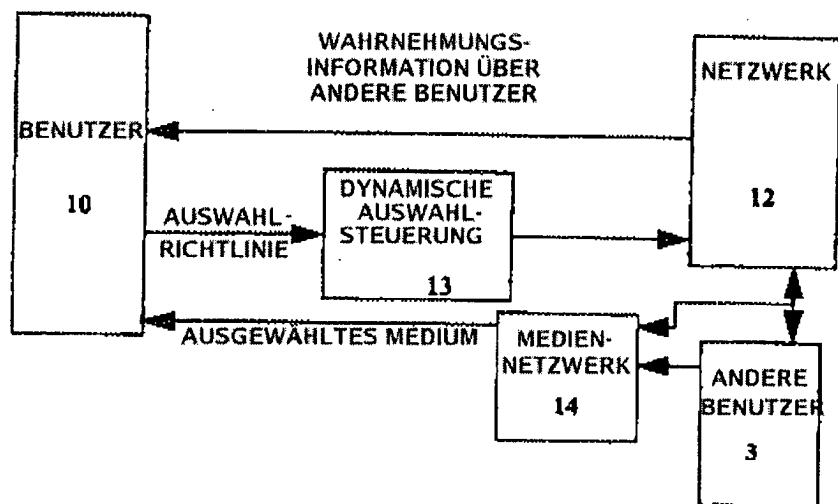 WAHRNEHMUNGS-
INFORMATION ÜBER
ANDERE BENUTZER
NETZWERK
12
BENUTZER
10
AUSWAHL-
RICHTLINIE
DYNAMISCHE
AUSWAHL-
STEUERUNG
13
AUSGEWÄHLTES MEDIUM
MEDIEN-
NETZWERK
14
ANDERE
BENUTZER
3